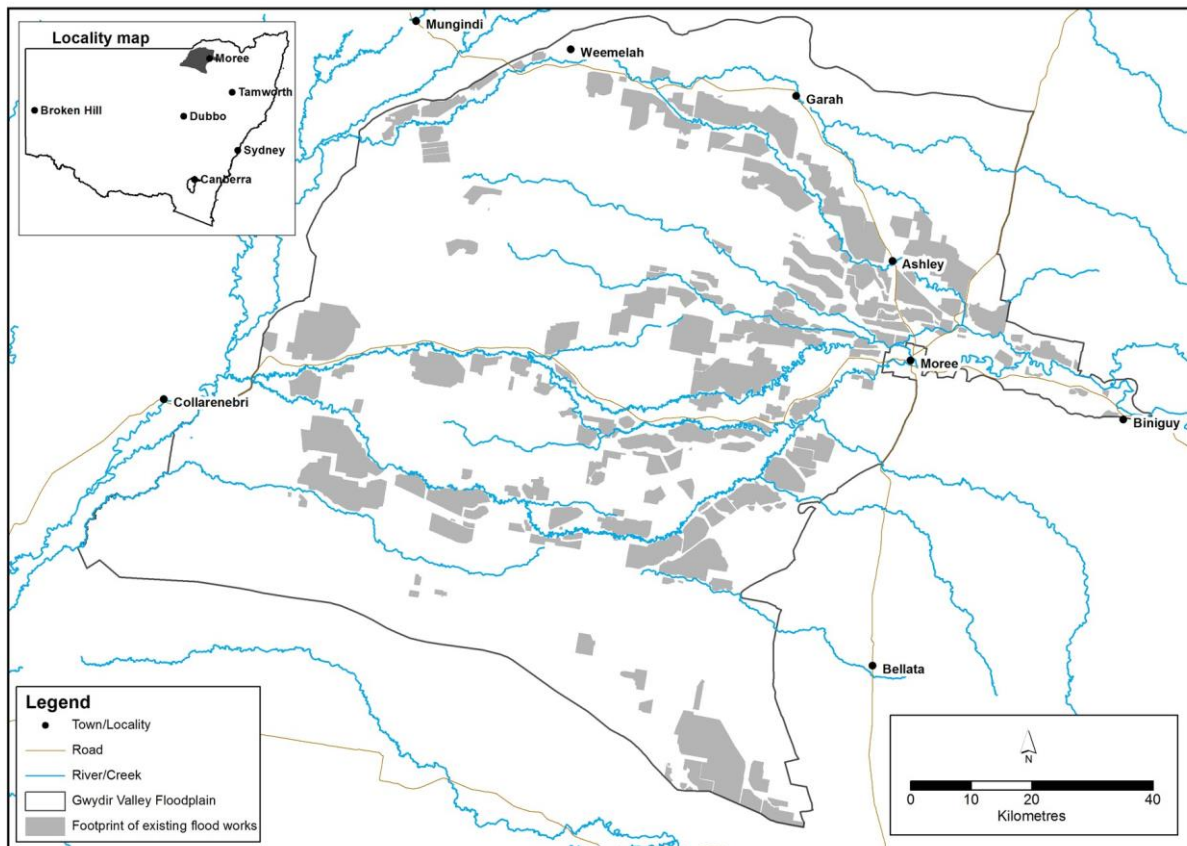 Locality map
Moree
Tamworth
Broken Hill
Dubbo
Sydney
Canberra
Mungindi
Weemelah
Garah
Ashley
Moree
Collarenebri
Biniguy
Bellata
Legend
Town/Locality
Road
River/Creek
Gwydir Valley Floodplain
Footprint of existing flood works
N
0 10 20 40
Kilometres